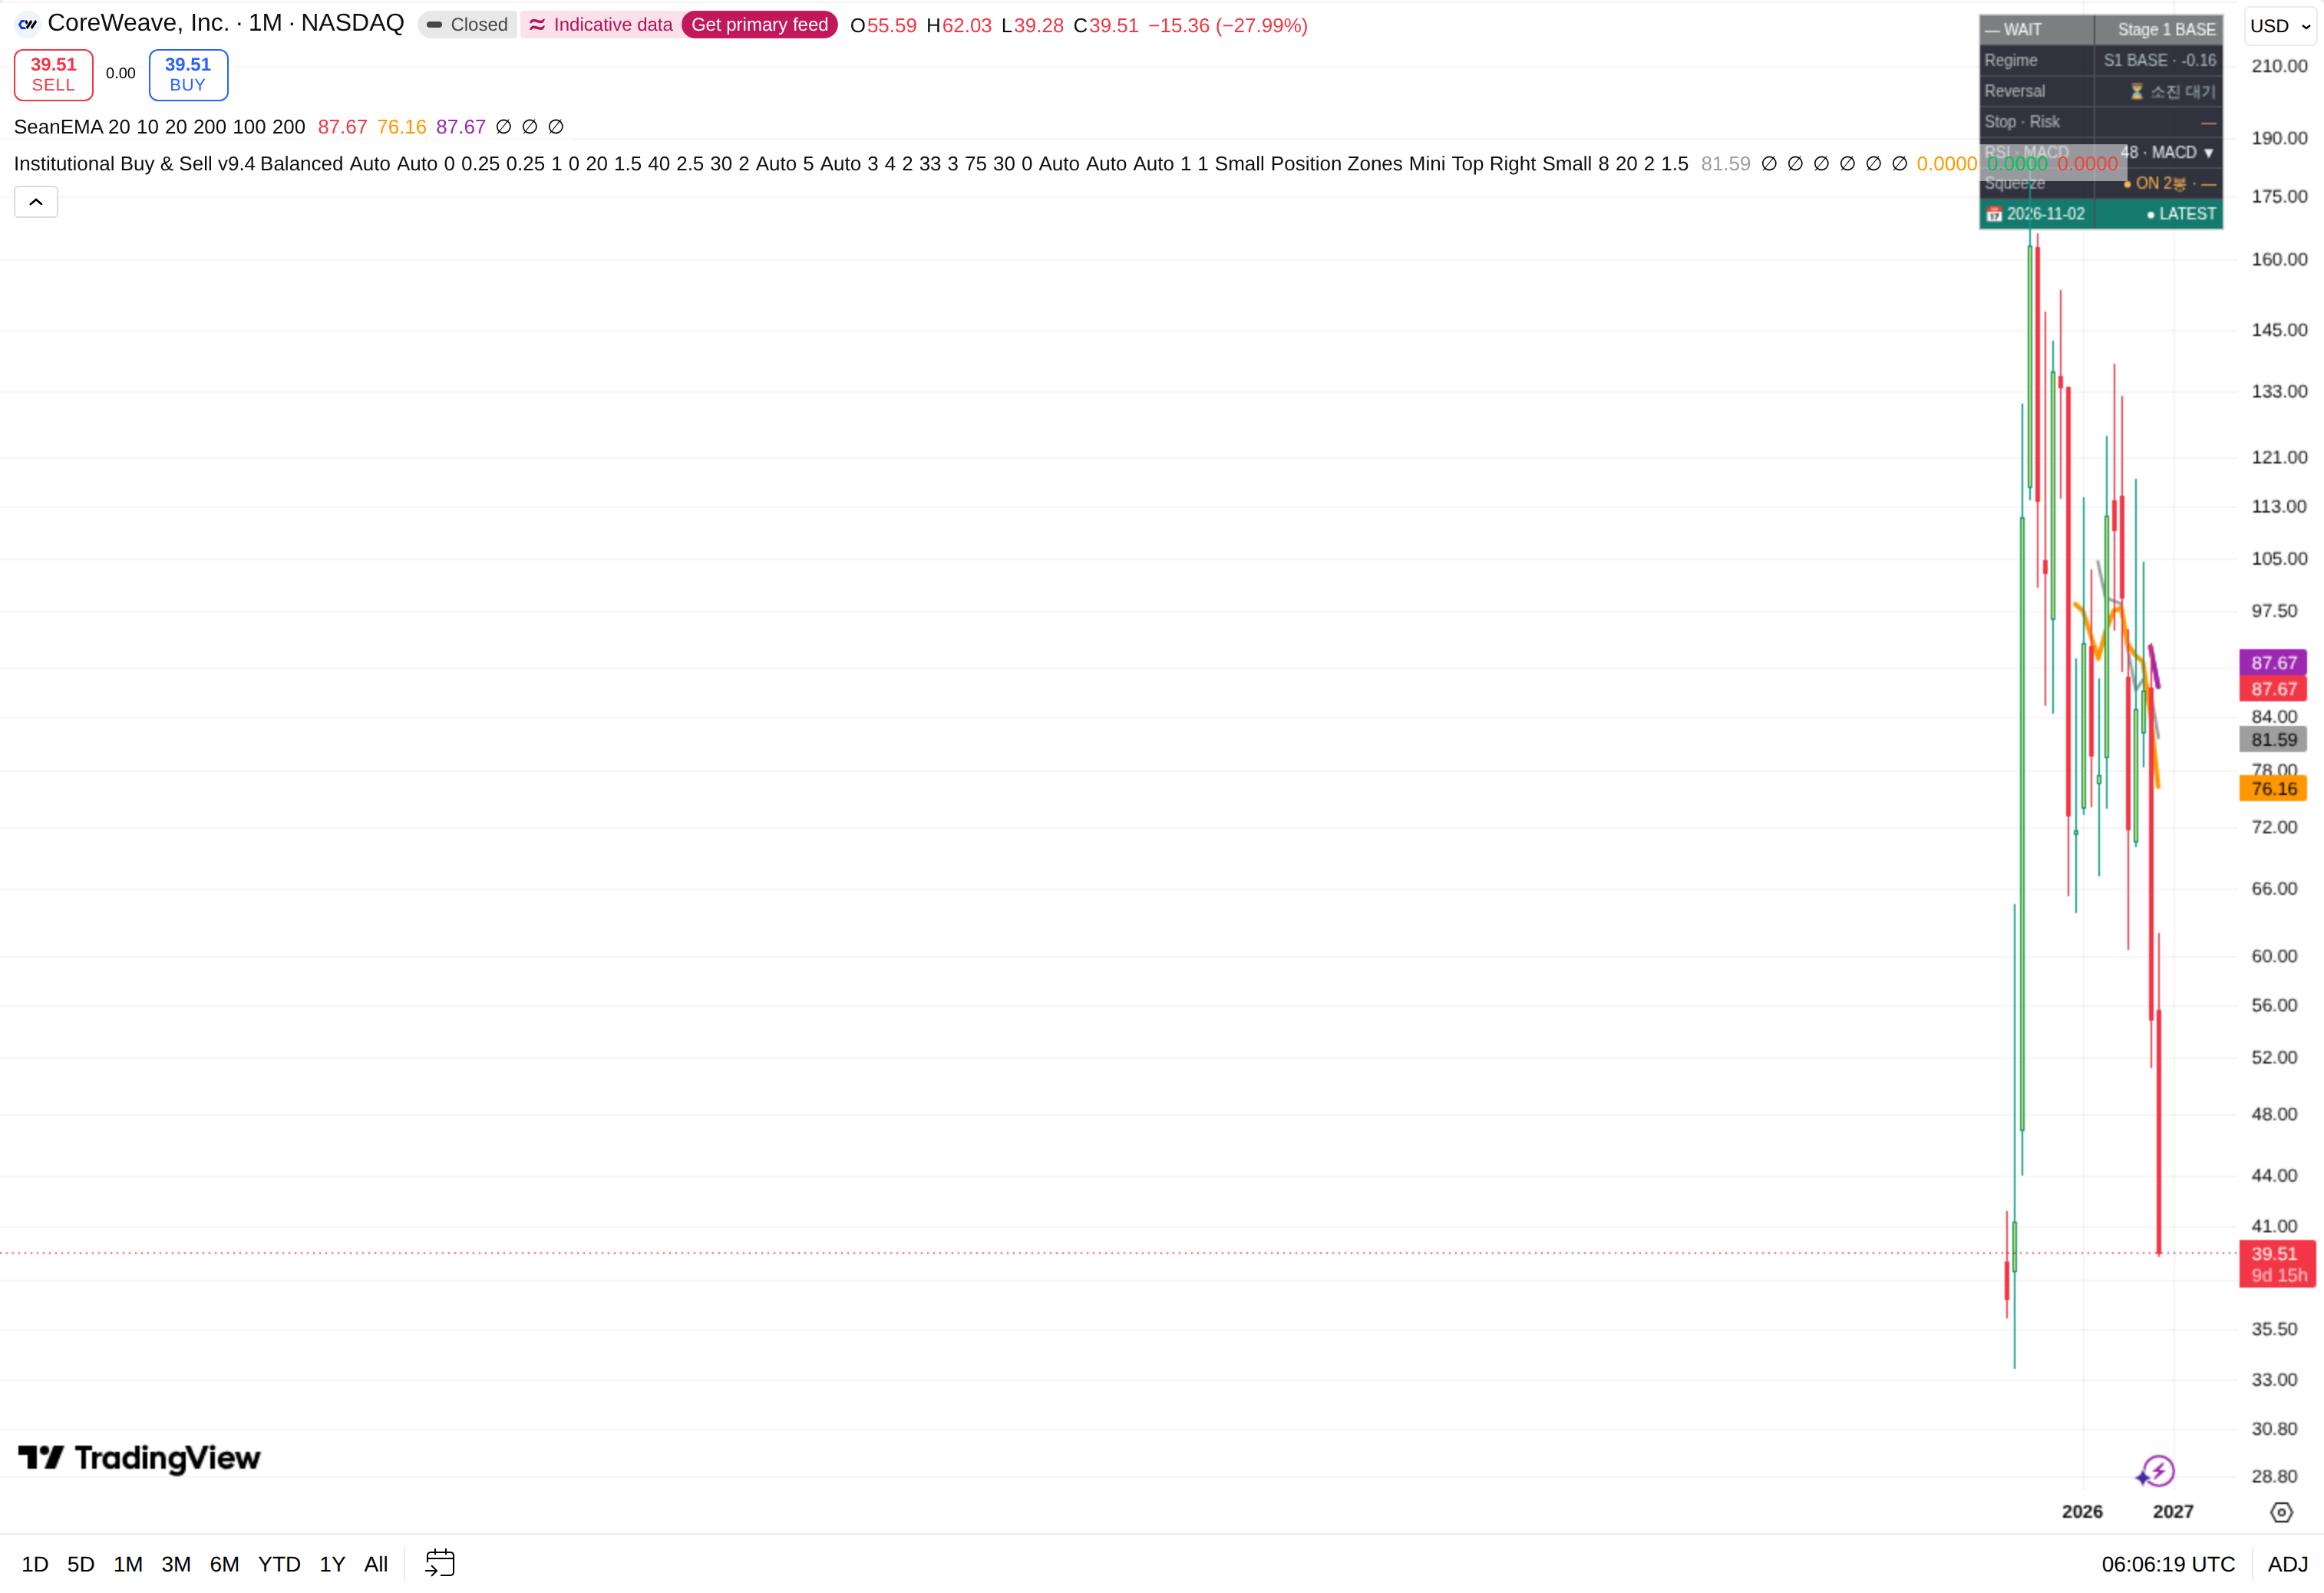 CoreWeave, Inc. · 1M · NASDAQ Closed ≈ Indicative data Get primary feed O55.59 H62.03 L39.28 C39.51 −15.36 (−27.99%)
39.51 SELL 0.00 39.51 BUY
SeanEMA 20 10 20 200 100 200 87.67 76.16 87.67 ∅ ∅ ∅
Institutional Buy & Sell v9.4 Balanced Auto Auto 0 0.25 0.25 1 0 20 1.5 40 2.5 30 2 Auto 5 Auto 3 4 2 33 3 75 30 0 Auto Auto Auto 1 1 Small Position Zones Mini Top Right Small 8 20 2 1.5 81.59 ∅ ∅ ∅ ∅ ∅ ∅ 0.0000 0.0000 0.0000
— WAIT Stage 1 BASE
Regime S1 BASE · -0.16
Reversal ⏳ 소진 대기
Stop · Risk —
RSI · MACD 48 · MACD ▼
Squeeze ● ON 2봉 · —
📅 2026-11-02 ● LATEST
USD
210.00
190.00
175.00
160.00
145.00
133.00
121.00
113.00
105.00
97.50
87.67
87.67
84.00
81.59
78.00
76.16
72.00
66.00
60.00
56.00
52.00
48.00
44.00
41.00
39.51
9d 15h
35.50
33.00
30.80
28.80
TradingView
2026 2027
1D 5D 1M 3M 6M YTD 1Y All 06:06:19 UTC ADJ